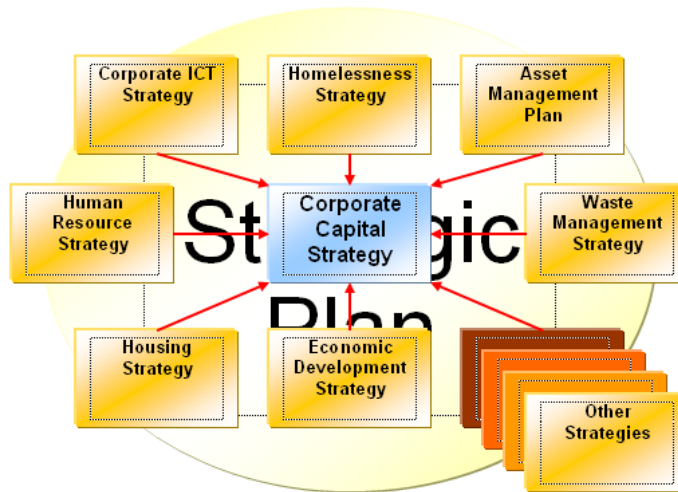 Corporate ICT
Strategy
Homelessness
Strategy
Asset
Management
Plan
Human
Resource
Strategy
Corporate
Capital
Strategy
Waste
Management
Strategy
Housing
Strategy
Economic
Development
Strategy
Other
Strategies
Plan